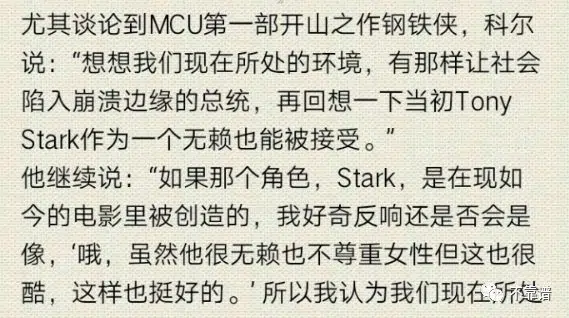 尤其谈论到MCU第一部开山之作钢铁侠，科尔
说：“想想我们现在所处的环境，有那样让社会
陷入崩溃边缘的总统，再回想一下当初Tony
Stark作为一个无赖也能被接受。”
他继续说：“如果那个角色，Stark，是在现如
今的电影里被创造的，我好奇反响还是否会是
像，‘哦，虽然他很无赖也不尊重女性但这也很
酷，这样也挺好的。’所以我认为我们现在所处
不靠谱